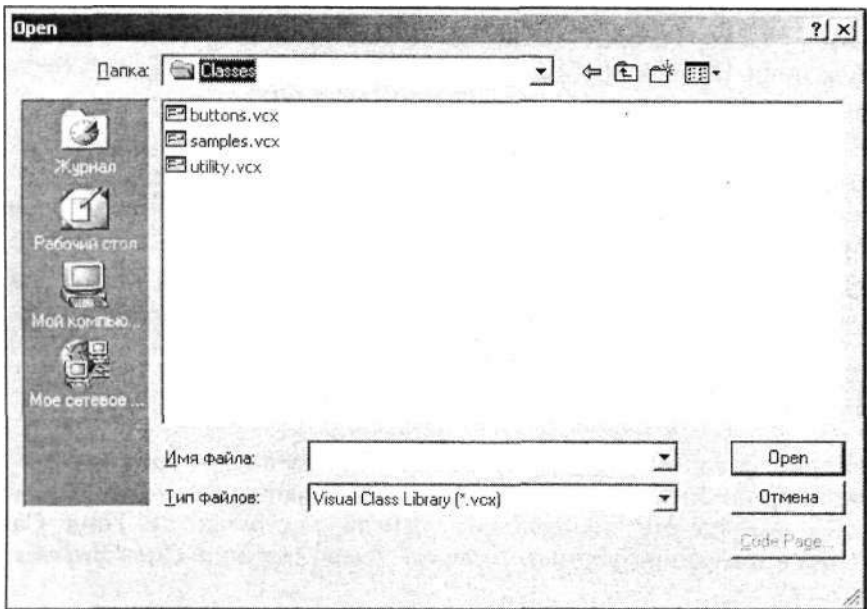 Open
Папка:
Classes
buttons.vcx
samples.vcx
utility.vcx
Журнал
Рабочий стол
Мой компью...
Мое сетевое ...
Имя файла:
Open
Тип файлов:
Visual Class Library (*.vcx)
Отмена
Code Page...